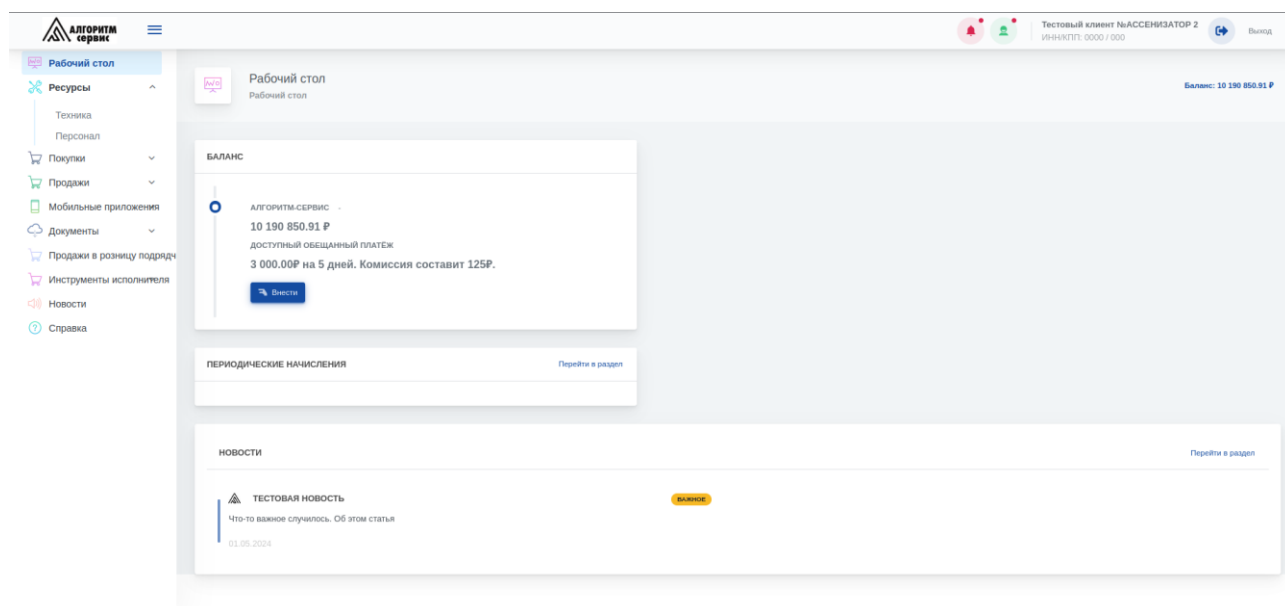 АЛГОРИТМ
сервис
Тестовый клиент №АССЕНИЗАТОР 2
ИНН/КПП: 0000 / 000
Выход
Рабочий стол
Ресурсы
Техника
Персонал
Покупки
Продажи
Мобильные приложения
Документы
Продажи в розницу подрядч
Инструменты исполнителя
Новости
Справка
Рабочий стол
Рабочий стол
Баланс: 10 190 850.91 ₽
БАЛАНС
АЛГОРИТМ-СЕРВИС -
10 190 850.91 ₽
ДОСТУПНЫЙ ОБЕЩАННЫЙ ПЛАТЁЖ
3 000.00₽ на 5 дней. Комиссия составит 125₽.
Внести
ПЕРИОДИЧЕСКИЕ НАЧИСЛЕНИЯ
Перейти в раздел
НОВОСТИ
Перейти в раздел
ТЕСТОВАЯ НОВОСТЬ
ВАЖНОЕ
Что-то важное случилось. Об этом статья
01.05.2024